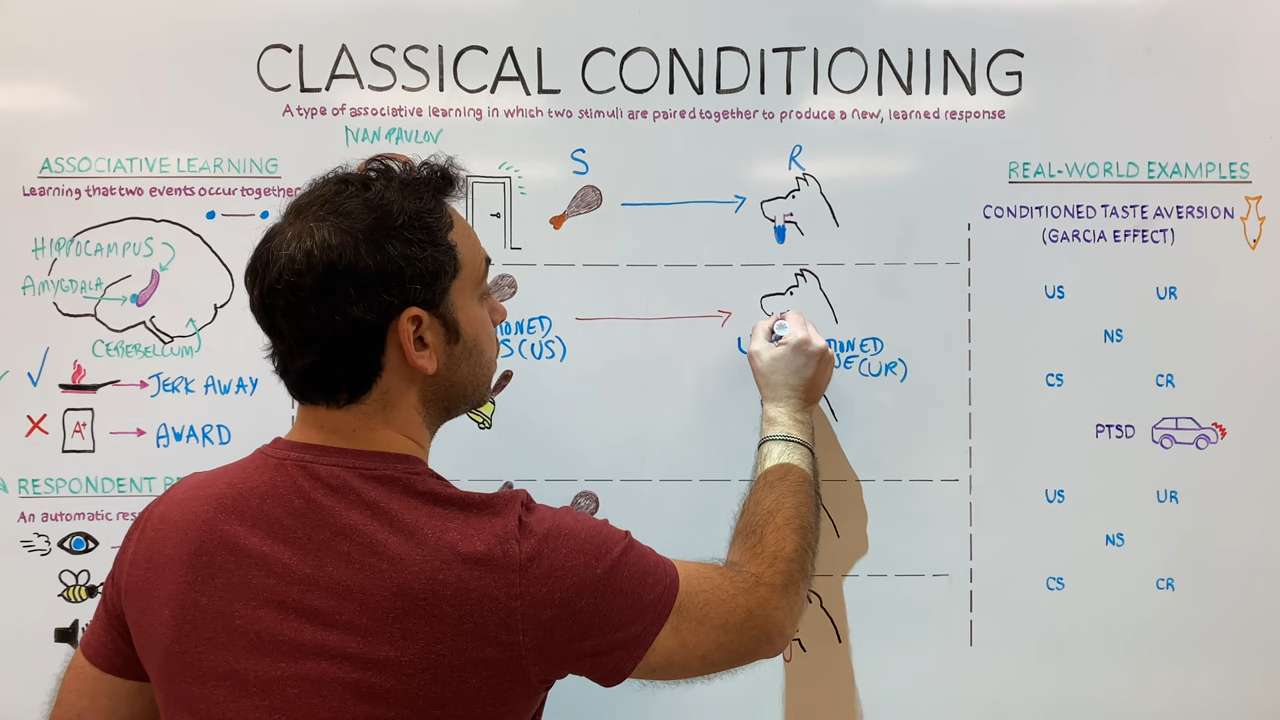 CLASSICAL CONDITIONING
A type of associative learning in which two stimuli are paired together to produce a new, learned response
IVAN PAVLOV
ASSOCIATIVE LEARNING
Learning that two events occur together
HIPPOCAMPUS
AMYGDALA
CEREBELLUM
JERK AWAY
A+
AWARD
RESPONDENT
An automatic
S
R
(US)
(UR)
REAL-WORLD EXAMPLES
CONDITIONED TASTE AVERSION
(GARCIA EFFECT)
US UR
NS
CS CR
PTSD
US UR
NS
CS CR